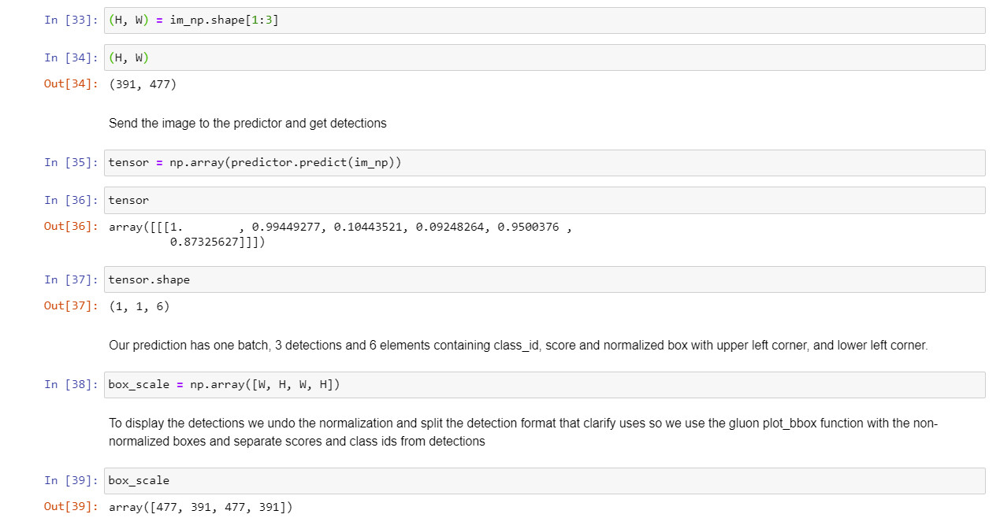 In [33]: (H, W) = im_np.shape[1:3]
In [34]: (H, W)
Out[34]: (391, 477)
Send the image to the predictor and get detections
In [35]: tensor = np.array(predictor.predict(im_np))
In [36]: tensor
Out[36]: array([[[1.        , 0.99449277, 0.10443521, 0.09248264, 0.9500376 ,
         0.87325627]]])
In [37]: tensor.shape
Out[37]: (1, 1, 6)
Our prediction has one batch, 3 detections and 6 elements containing class_id, score and normalized box with upper left corner, and lower left corner.
In [38]: box_scale = np.array([W, H, W, H])
To display the detections we undo the normalization and split the detection format that clarify uses so we use the gluon plot_bbox function with the non-
normalized boxes and separate scores and class ids from detections
In [39]: box_scale
Out[39]: array([477, 391, 477, 391])